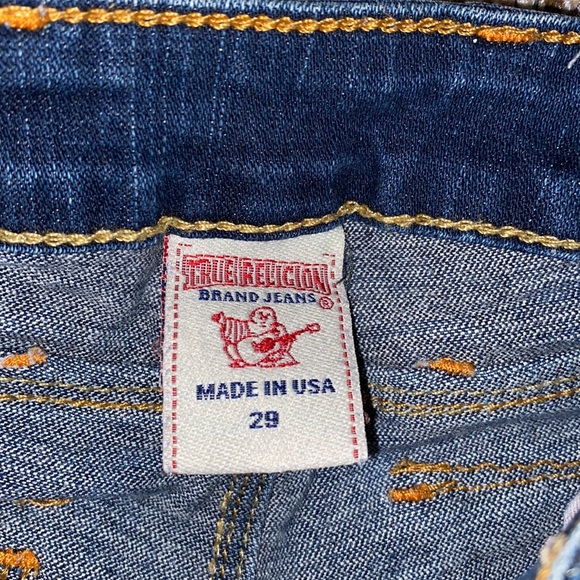 TRUE RELIGION
BRAND JEANS®
MADE IN USA
29